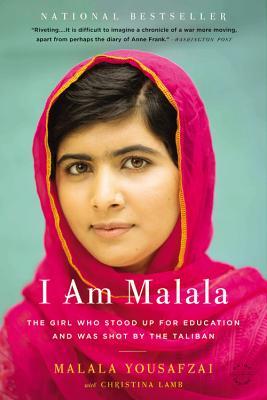 NATIONAL BESTSELLER
"Riveting....it is difficult to imagine a chronicle of a war more moving,
apart from perhaps the diary of Anne Frank." —WASHINGTON POST
I Am Malala
THE GIRL WHO STOOD UP FOR EDUCATION
AND WAS SHOT BY THE TALIBAN
MALALA YOUSAFZAI
with CHRISTINA LAMB